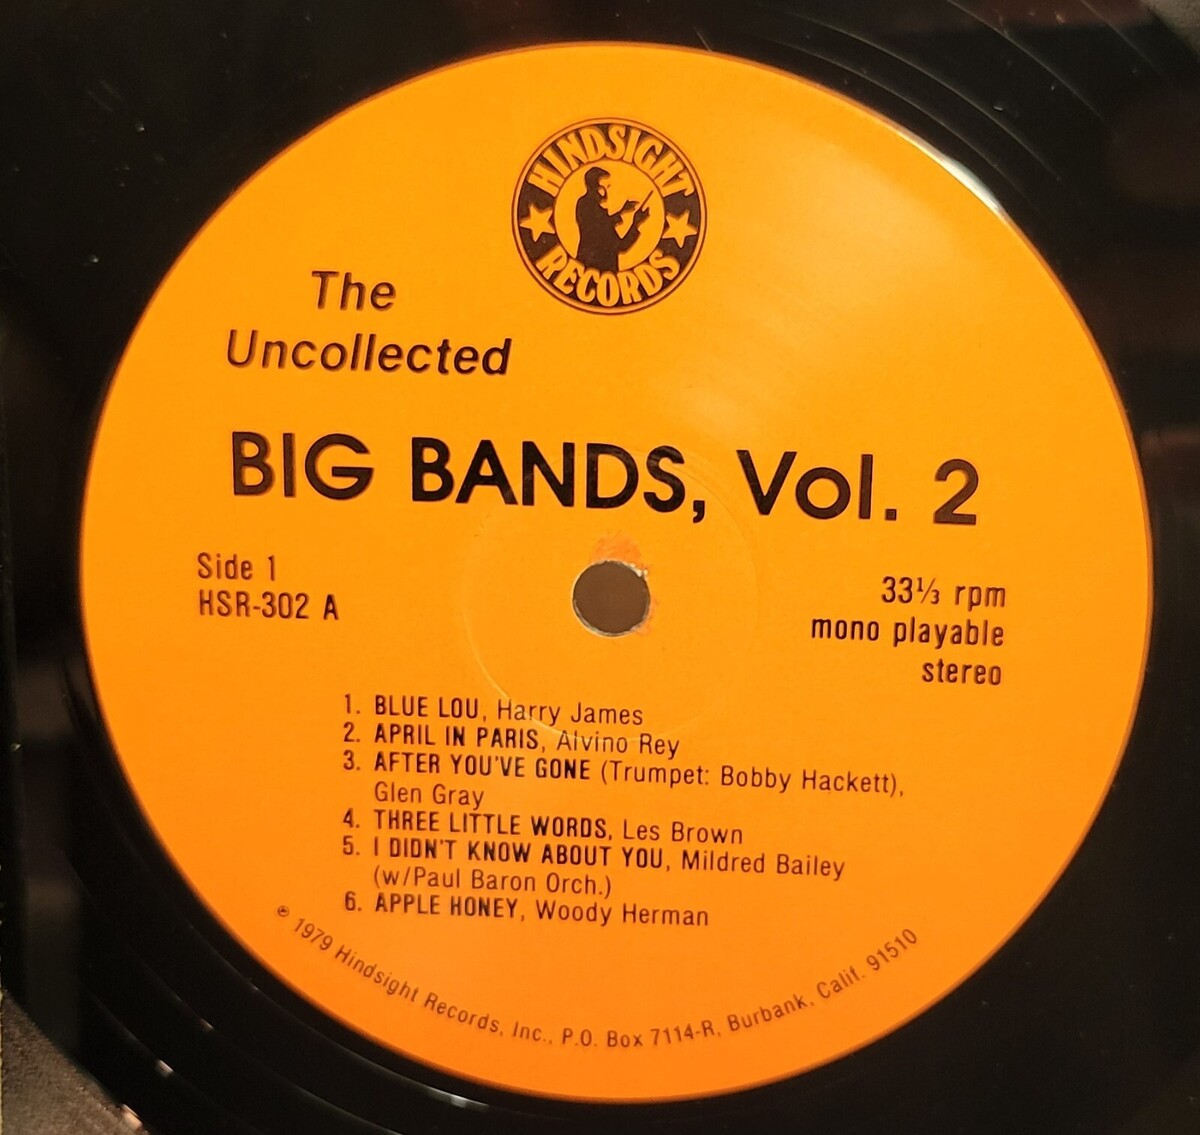 HINDSIGHT
RECORDS
The
Uncollected
BIG BANDS, Vol. 2
Side 1
HSR-302 A
33⅓ rpm
mono playable
stereo
1. BLUE LOU, Harry James
2. APRIL IN PARIS, Alvino Rey
3. AFTER YOU'VE GONE (Trumpet: Bobby Hackett),
Glen Gray
4. THREE LITTLE WORDS, Les Brown
5. I DIDN'T KNOW ABOUT YOU, Mildred Bailey
(w/Paul Baron Orch.)
6. APPLE HONEY, Woody Herman
℗ 1979 Hindsight Records, Inc., P.O. Box 7114-R, Burbank, Calif. 91510